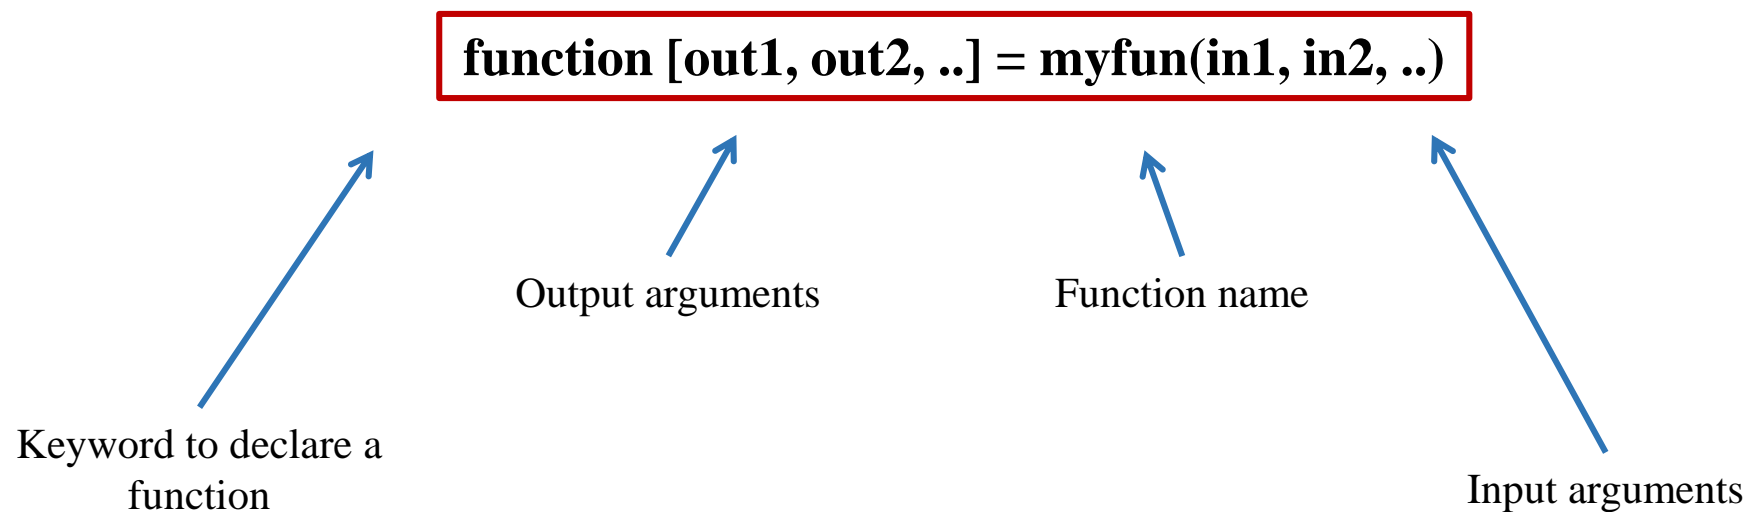 function [out1, out2, ..] = myfun(in1, in2, ..)
Output arguments
Function name
Keyword to declare a
function
Input arguments